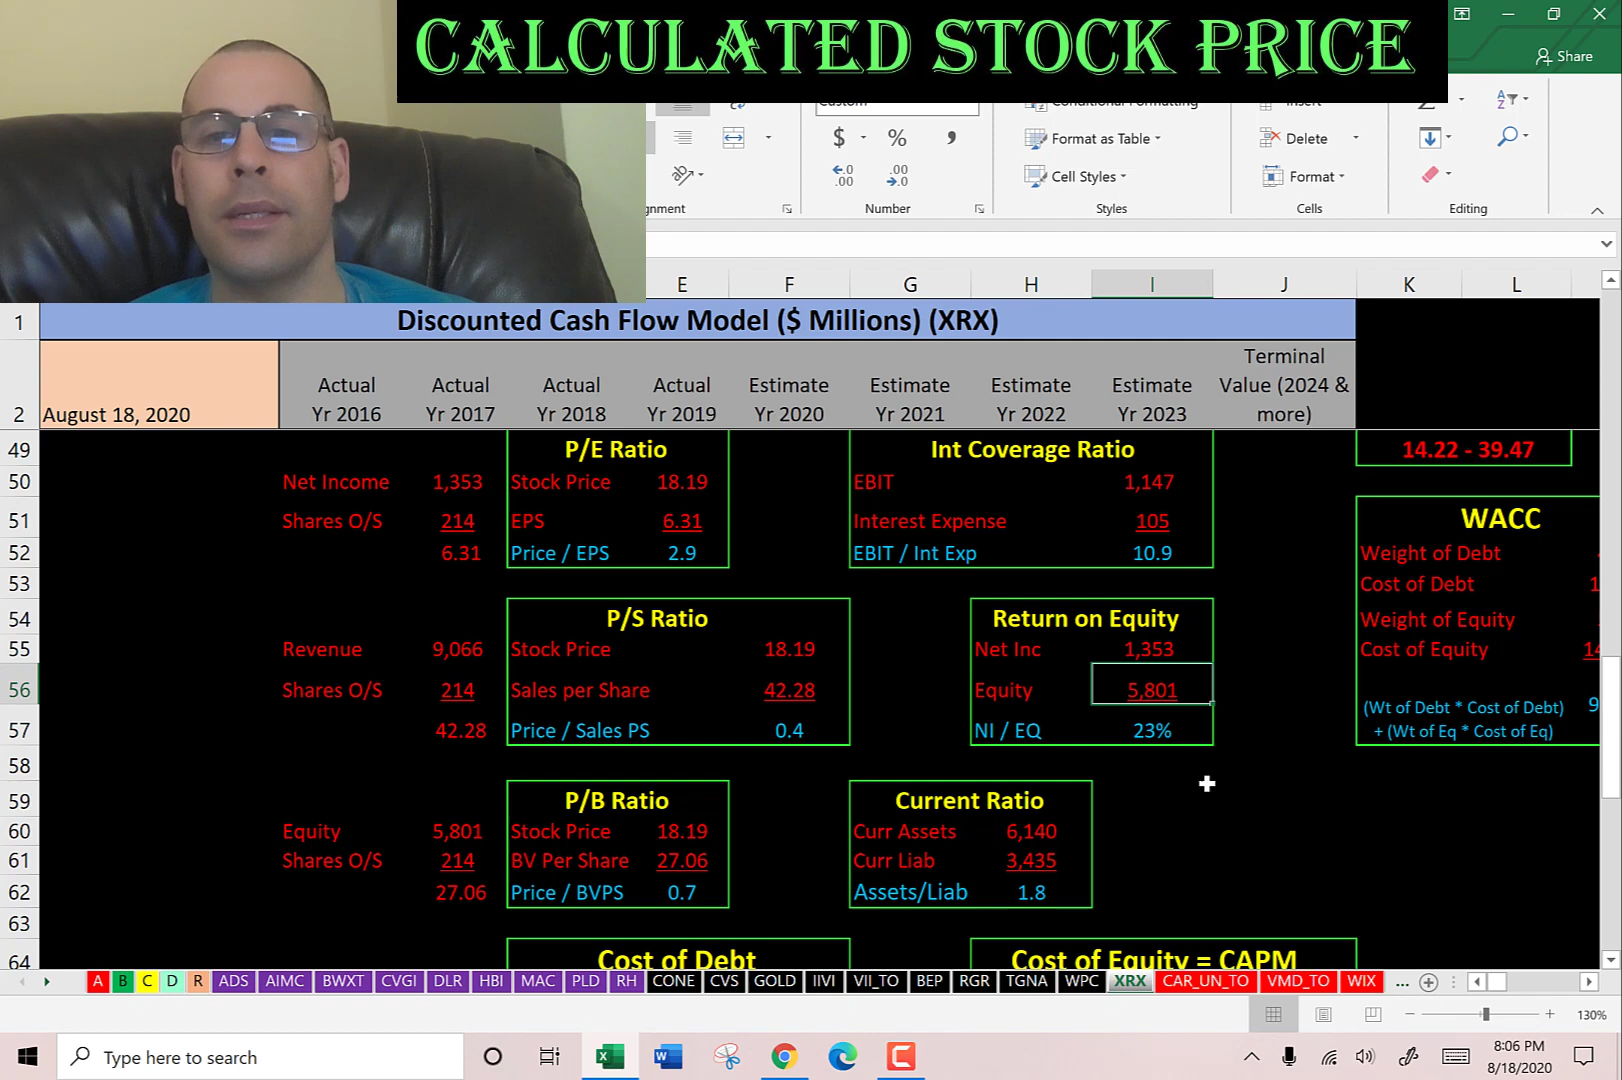 CALCULATED STOCK PRICE
Share
Delete
Format as Table
Cell Styles
Format
$ % ,
Number
Styles
Cells
Editing
E F G H I J K L
1 Discounted Cash Flow Model ($ Millions) (XRX)
2 August 18, 2020
Actual Yr 2016
Actual Yr 2017
Actual Yr 2018
Actual Yr 2019
Estimate Yr 2020
Estimate Yr 2021
Estimate Yr 2022
Estimate Yr 2023
Terminal Value (2024 & more)
49 P/E Ratio Int Coverage Ratio 14.22 - 39.47
50 Net Income 1,353 Stock Price 18.19 EBIT 1,147
51 Shares O/S 214 EPS 6.31 Interest Expense 105 WACC
52 6.31 Price / EPS 2.9 EBIT / Int Exp 10.9 Weight of Debt
53 Cost of Debt
54 P/S Ratio Return on Equity Weight of Equity
55 Revenue 9,066 Stock Price 18.19 Net Inc 1,353 Cost of Equity
56 Shares O/S 214 Sales per Share 42.28 Equity 5,801 (Wt of Debt * Cost of Debt)
57 42.28 Price / Sales PS 0.4 NI / EQ 23% + (Wt of Eq * Cost of Eq)
58
59 P/B Ratio Current Ratio
60 Equity 5,801 Stock Price 18.19 Curr Assets 6,140
61 Shares O/S 214 BV Per Share 27.06 Curr Liab 3,435
62 27.06 Price / BVPS 0.7 Assets/Liab 1.8
63
64 Cost of Debt Cost of Equity = CAPM
A B C D R ADS AIMC BWXT CVGI DLR HBI MAC PLD RH CONE CVS GOLD IIVI VII_TO BEP RGR TGNA WPC XRX CAR_UN_TO VMD_TO WIX ...
130%
Type here to search
8:06 PM
8/18/2020